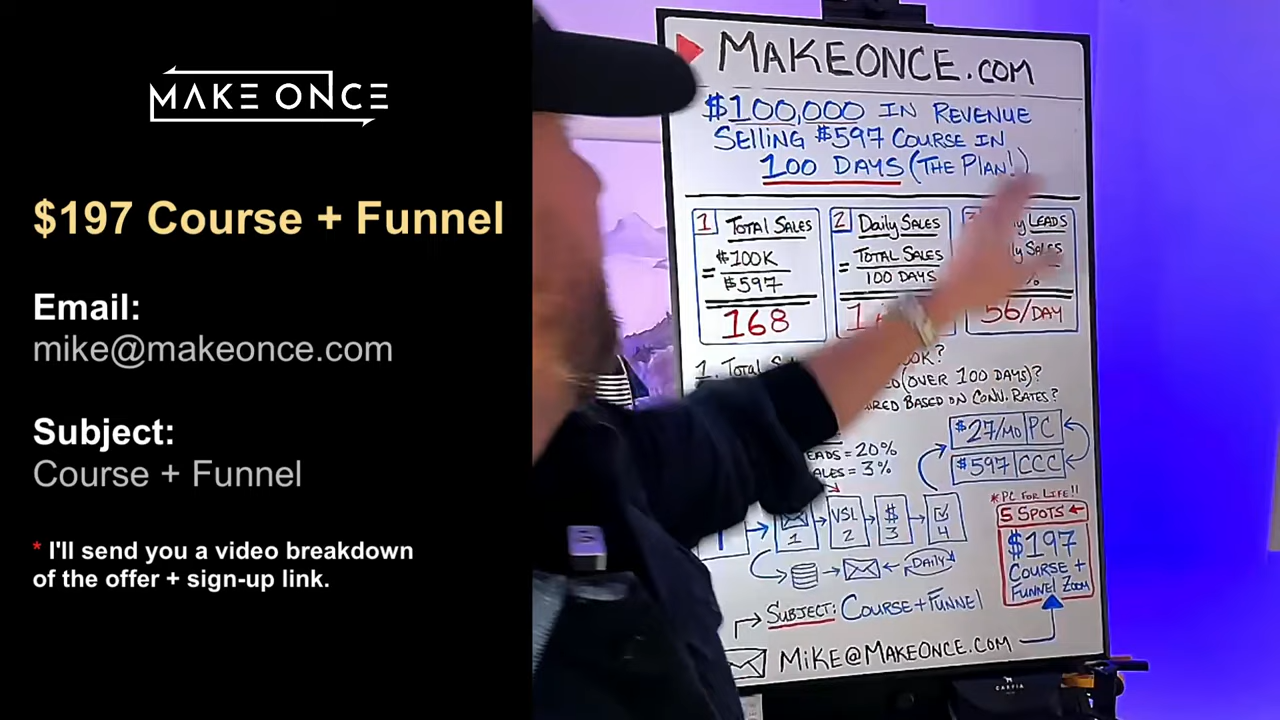 MAKE ONCE
$197 Course + Funnel
Email:
mike@makeonce.com
Subject:
Course + Funnel
* I'll send you a video breakdown
of the offer + sign-up link.
MAKEONCE.COM
$100,000 IN REVENUE
SELLING $597 COURSE IN
100 DAYS (THE PLAN!)
1 TOTAL SALES
= $100K
$597
168
2 Daily SALES
= TOTAL SALES
100 DAYS
LEADS
SALES
%
56/DAY
1. TOTAL
(OVER 100 DAYS)?
BASED ON CONV. RATES?
= 20%
= 3%
$27/MO PC
$597 CCC
* PC FOR LIFE!!
5 SPOTS ←
$197
COURSE +
FUNNEL ZOOM
1
VSL
2
$
3
4
DAILY
SUBJECT: COURSE + FUNNEL
MIKE@MAKEONCE.COM
CARPIA